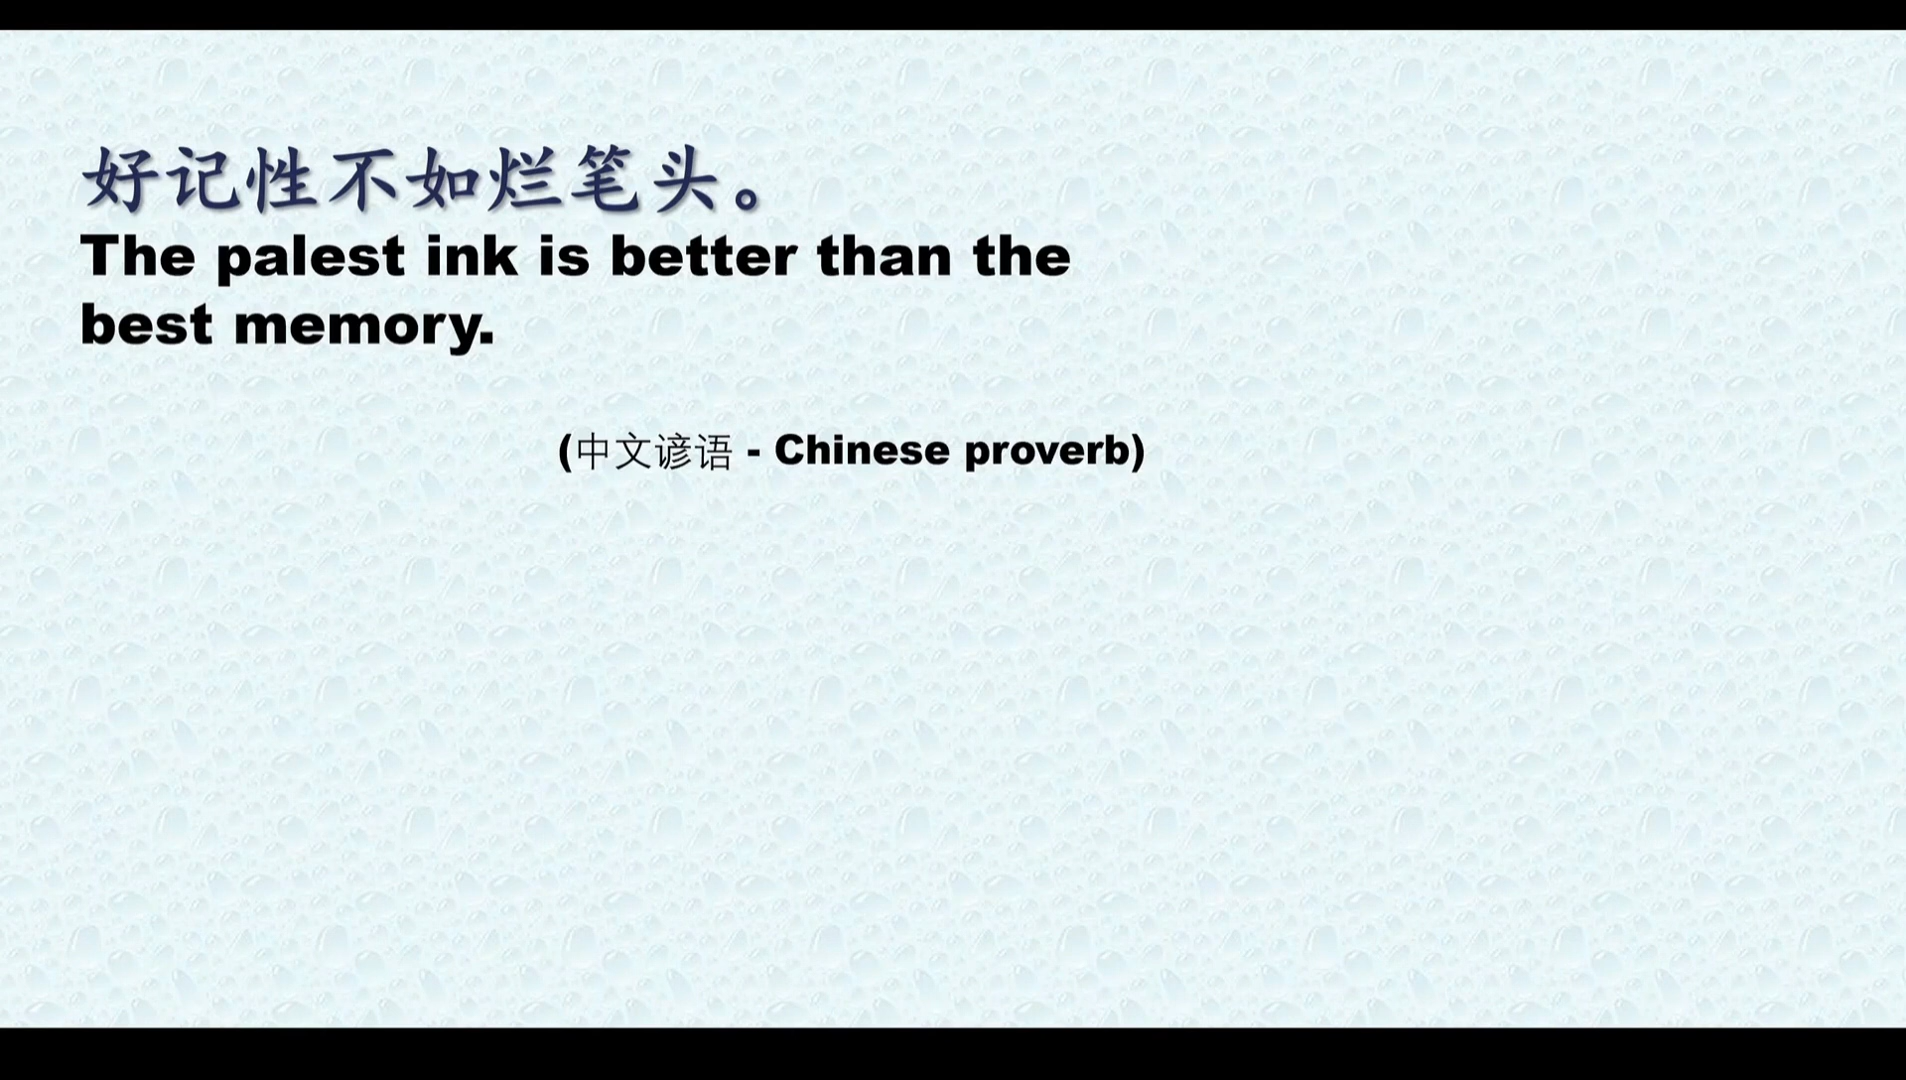 好记性不如烂笔头。
The palest ink is better than the
best memory.
(中文谚语 - Chinese proverb)